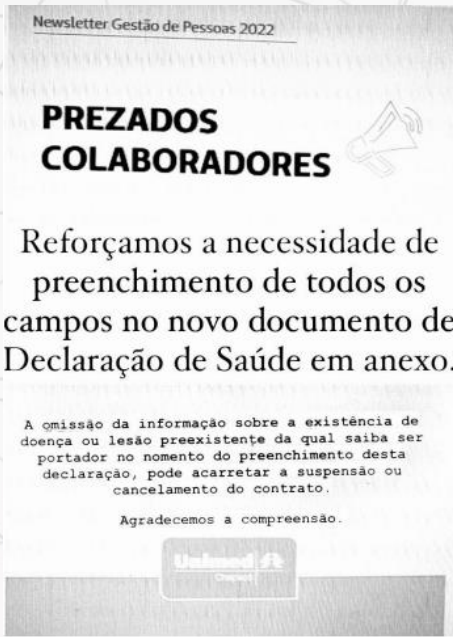 Newsletter Gestão de Pessoas 2022
PREZADOS
COLABORADORES
Reforçamos a necessidade de
preenchimento de todos os
campos no novo documento de
Declaração de Saúde em anexo.
A omissão da informação sobre a existência de
doença ou lesão preexistente da qual saiba ser
portador no nomento do preenchimento desta
declaração, pode acarretar a suspensão ou
cancelamento do contrato.
Agradecemos a compreensão.
Unimed